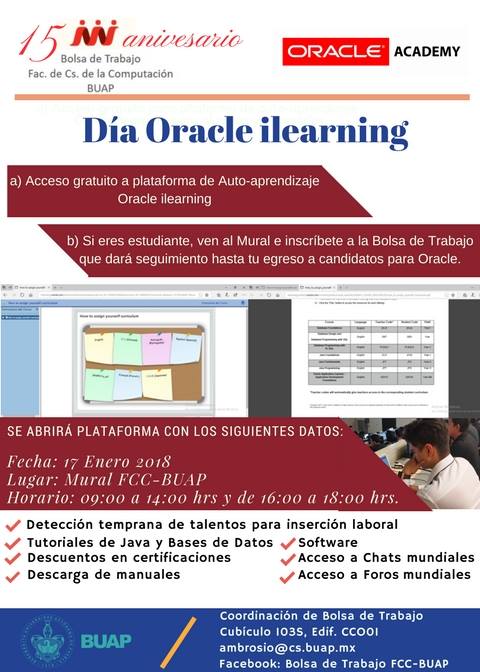 15 anivesario
Bolsa de Trabajo
Fac. de Cs. de la Computación
BUAP
ORACLE ACADEMY
Día Oracle ilearning
a) Acceso gratuito a plataforma de Auto-aprendizaje
Oracle ilearning
b) Si eres estudiante, ven al Mural e inscríbete a la Bolsa de Trabajo
que dará seguimiento hasta tu egreso a candidatos para Oracle.
How to assign yourself curriculum
SE ABRIRÁ PLATAFORMA CON LOS SIGUIENTES DATOS:
Fecha: 17 Enero 2018
Lugar: Mural FCC-BUAP
Horario: 09:00 a 14:00 hrs y de 16:00 a 18:00 hrs.
Detección temprana de talentos para inserción laboral
Tutoriales de Java y Bases de Datos
Software
Descuentos en certificaciones
Acceso a Chats mundiales
Descarga de manuales
Acceso a Foros mundiales
BUAP
Coordinación de Bolsa de Trabajo
Cubículo 103S, Edif. CCO01
ambrosio@cs.buap.mx
Facebook: Bolsa de Trabajo FCC-BUAP